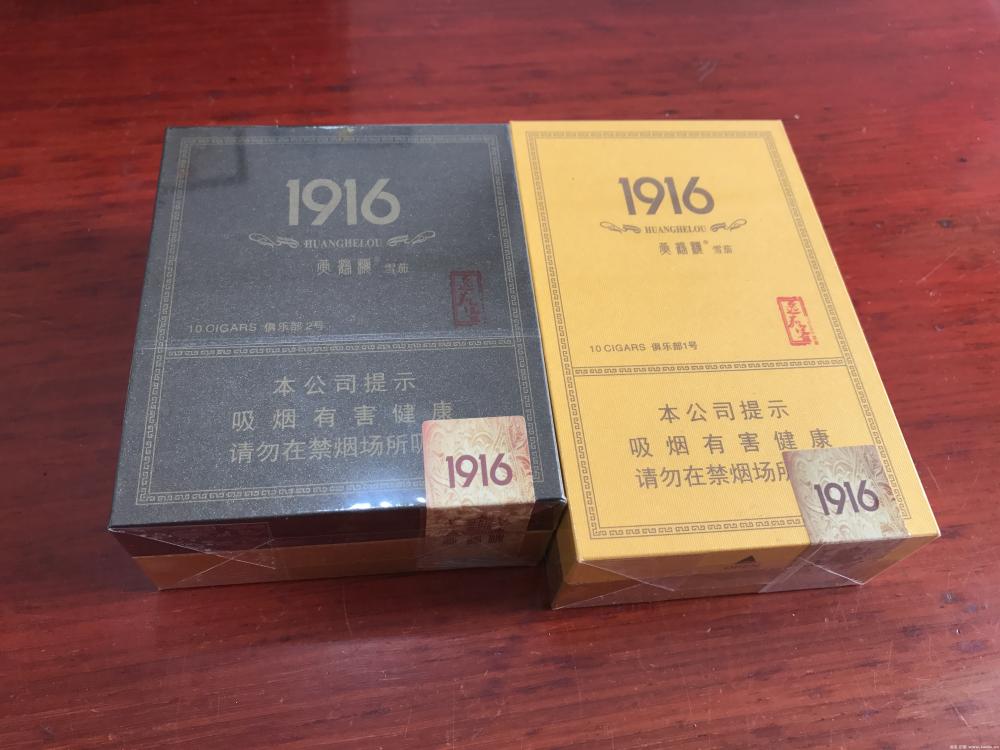 1916
HUANGHELOU
黄鹤楼® 雪茄
10 CIGARS 俱乐部2号
本公司提示
吸烟有害健康
请勿在禁烟场所吸
1916
1916
HUANGHELOU
黄鹤楼® 雪茄
10 CIGARS 俱乐部1号
本公司提示
吸烟有害健康
请勿在禁烟场所
1916